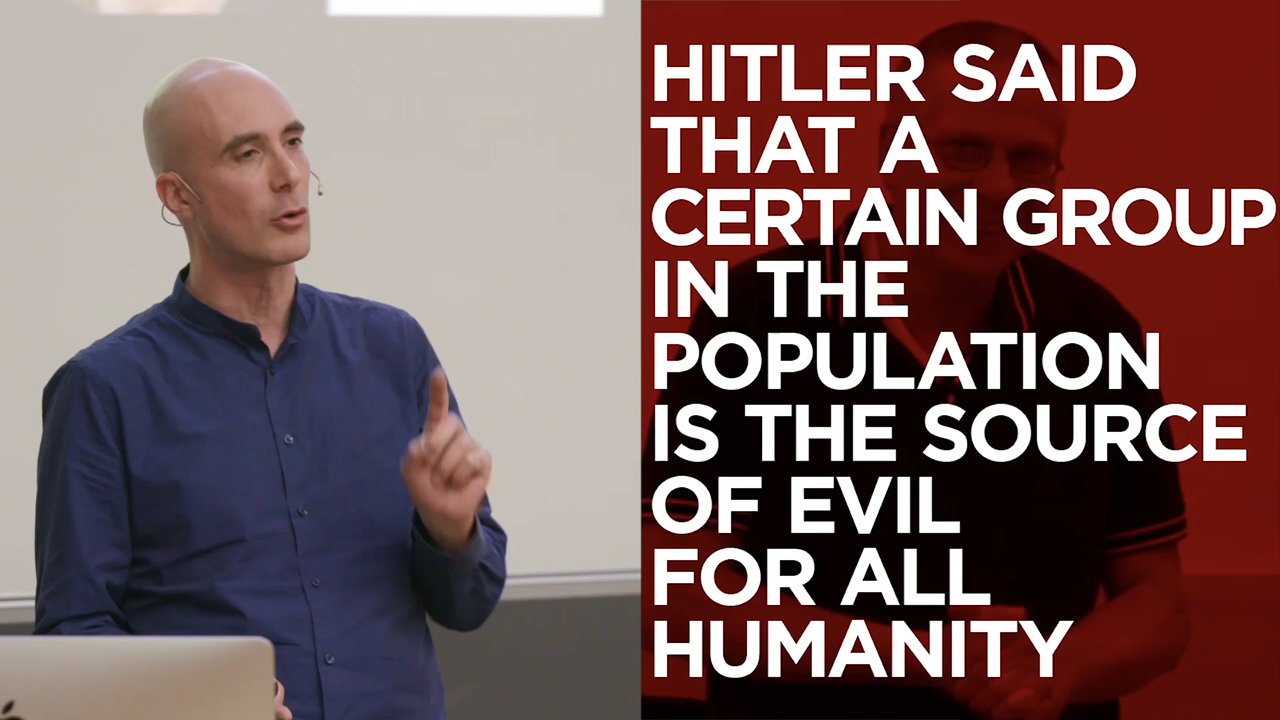 HITLER SAID
THAT A
CERTAIN GROUP
IN THE
POPULATION
IS THE SOURCE
OF EVIL
FOR ALL
HUMANITY